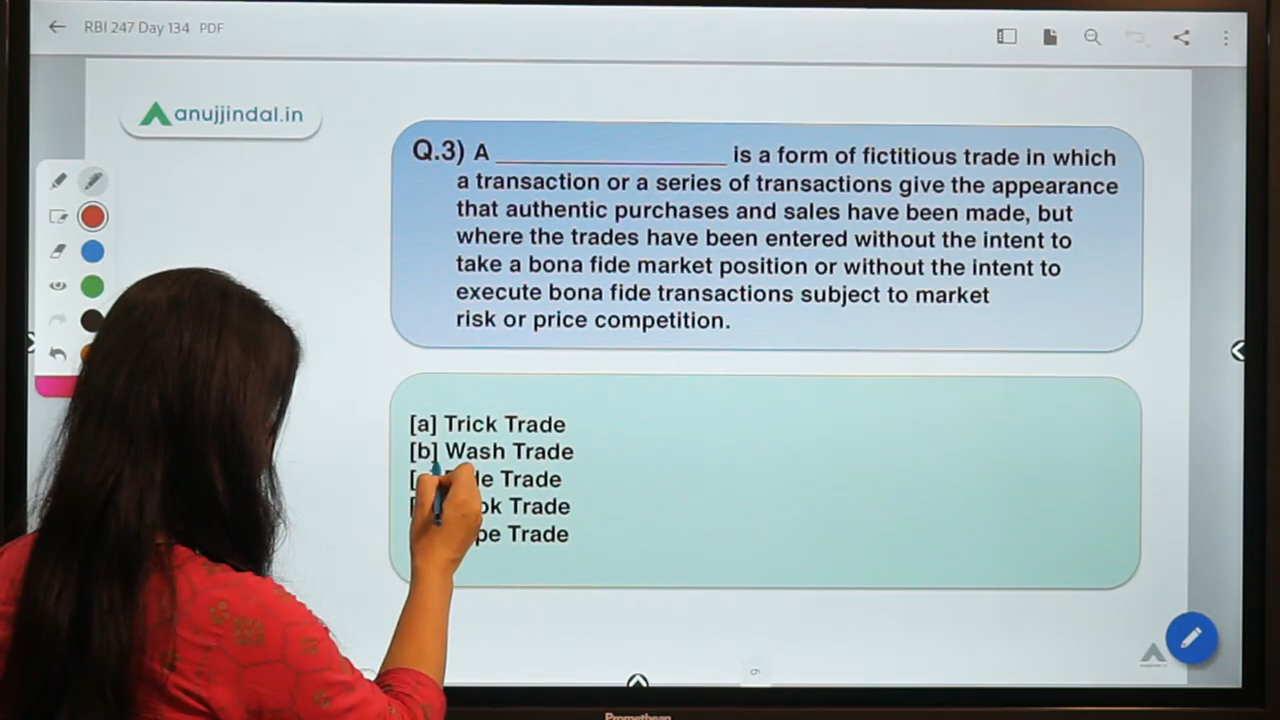 RBI 247 Day 134 PDF
anujjindal.in
Q.3) A ____________________ is a form of fictitious trade in which
a transaction or a series of transactions give the appearance
that authentic purchases and sales have been made, but
where the trades have been entered without the intent to
take a bona fide market position or without the intent to
execute bona fide transactions subject to market
risk or price competition.
[a] Trick Trade
[b] Wash Trade
Trade
Trade
Trade
Promethean